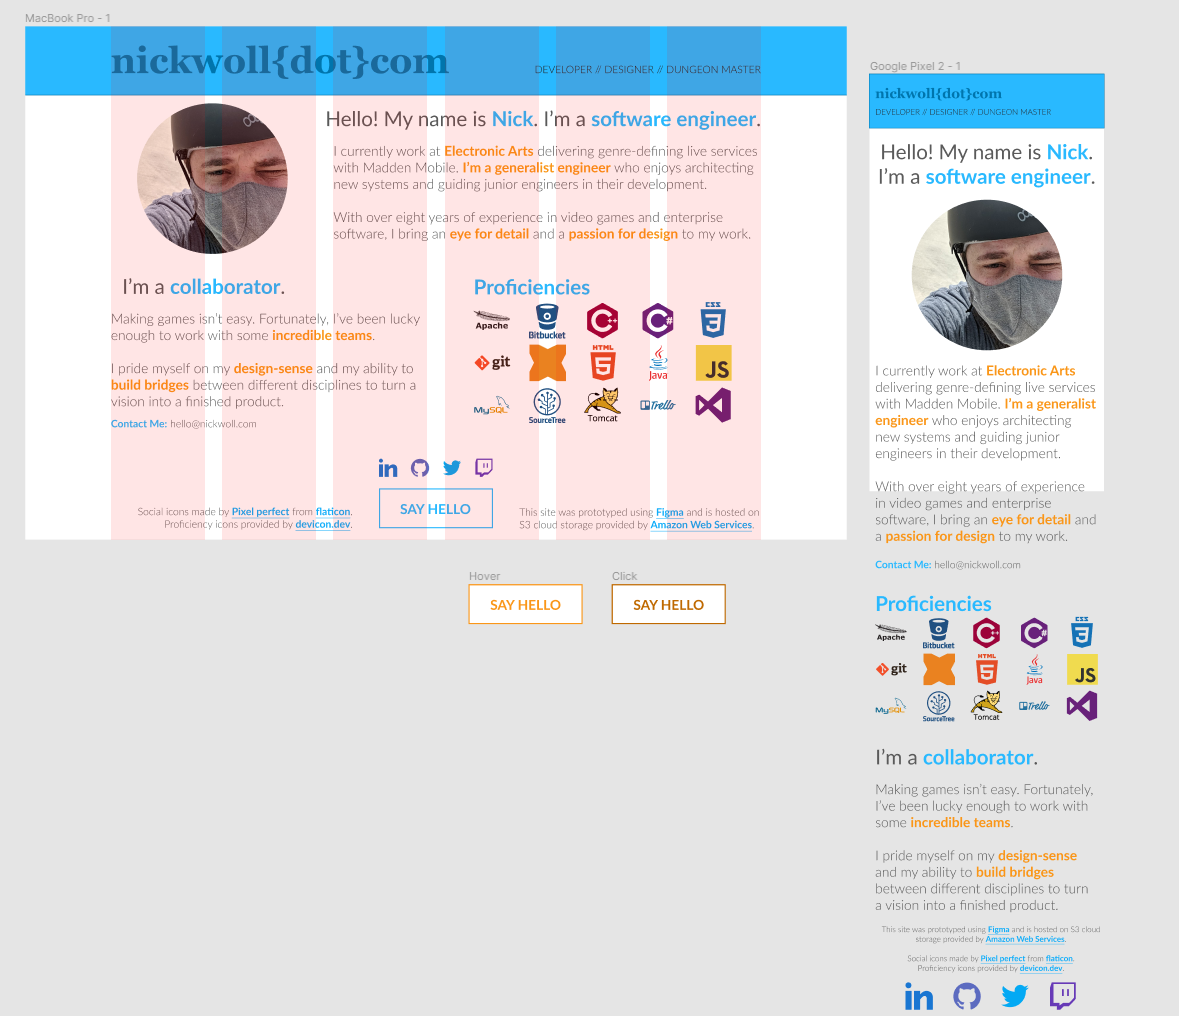 MacBook Pro - 1
nickwoll{dot}com
DEVELOPER // DESIGNER // DUNGEON MASTER
Hello! My name is Nick. I'm a software engineer.
I currently work at Electronic Arts delivering genre-defining live services
with Madden Mobile. I'm a generalist engineer who enjoys architecting
new systems and guiding junior engineers in their development.
With over eight years of experience in video games and enterprise
software, I bring an eye for detail and a passion for design to my work.
I'm a collaborator.
Making games isn't easy. Fortunately, I've been lucky
enough to work with some incredible teams.
I pride myself on my design-sense and my ability to
build bridges between different disciplines to turn a
vision into a finished product.
Contact Me: hello@nickwoll.com
Proficiencies
Apache
Bitbucket
C++
C#
CSS
3
git
HTML
5
Java
JS
MySQL
SourceTree
Tomcat
Trello
in
Social icons made by Pixel perfect from flaticon.
Proficiency icons provided by devicon.dev.
SAY HELLO
This site was prototyped using Figma and is hosted on
S3 cloud storage provided by Amazon Web Services.
Hover
SAY HELLO
Click
SAY HELLO
Google Pixel 2 - 1
nickwoll{dot}com
DEVELOPER // DESIGNER // DUNGEON MASTER
Hello! My name is Nick.
I'm a software engineer.
I currently work at Electronic Arts
delivering genre-defining live services
with Madden Mobile. I'm a generalist
engineer who enjoys architecting
new systems and guiding junior
engineers in their development.
With over eight years of experience
in video games and enterprise
software, I bring an eye for detail and
a passion for design to my work.
Contact Me: hello@nickwoll.com
Proficiencies
Apache
Bitbucket
C++
C#
CSS
3
git
HTML
5
Java
JS
MySQL
SourceTree
Tomcat
Trello
I'm a collaborator.
Making games isn't easy. Fortunately,
I've been lucky enough to work with
some incredible teams.
I pride myself on my design-sense
and my ability to build bridges
between different disciplines to turn
a vision into a finished product.
This site was prototyped using Figma and is hosted on S3 cloud
storage provided by Amazon Web Services.
Social icons made by Pixel perfect from flaticon.
Proficiency icons provided by devicon.dev.
in